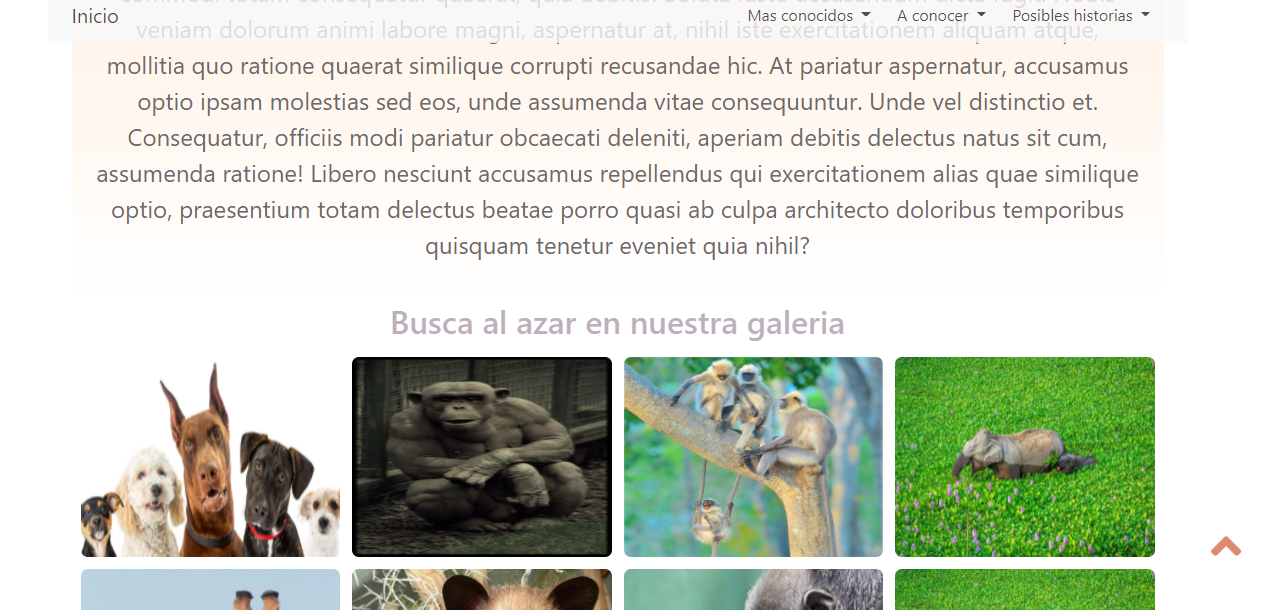 Inicio
Mas conocidos
A conocer
Posibles historias
veniam dolorum animi labore magni, aspernatur at, nihil iste exercitationem aliquam atque,
mollitia quo ratione quaerat similique corrupti recusandae hic. At pariatur aspernatur, accusamus
optio ipsam molestias sed eos, unde assumenda vitae consequuntur. Unde vel distinctio et.
Consequatur, officiis modi pariatur obcaecati deleniti, aperiam debitis delectus natus sit cum,
assumenda ratione! Libero nesciunt accusamus repellendus qui exercitationem alias quae similique
optio, praesentium totam delectus beatae porro quasi ab culpa architecto doloribus temporibus
quisquam tenetur eveniet quia nihil?
Busca al azar en nuestra galeria